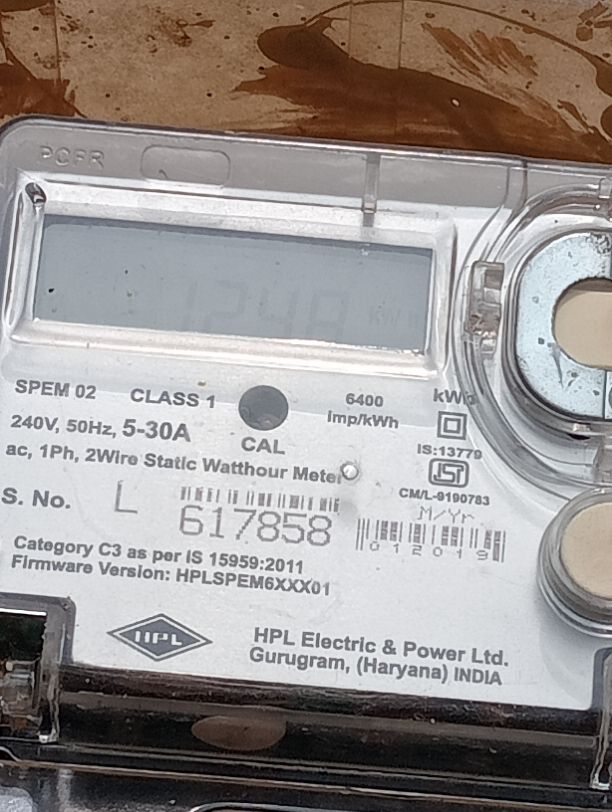 1248 kWh
SPEM 02 CLASS 1 6400 imp/kWh kWh
240V, 50Hz, 5-30A CAL IS:13779
ac, 1Ph, 2Wire Static Watthour Meter
CM/L-9190783
S. No. L 617858 M/Yr
012019
Category C3 as per IS 15959:2011
Firmware Version: HPLSPEM6XXX01
HPL
HPL Electric & Power Ltd.
Gurugram, (Haryana) INDIA